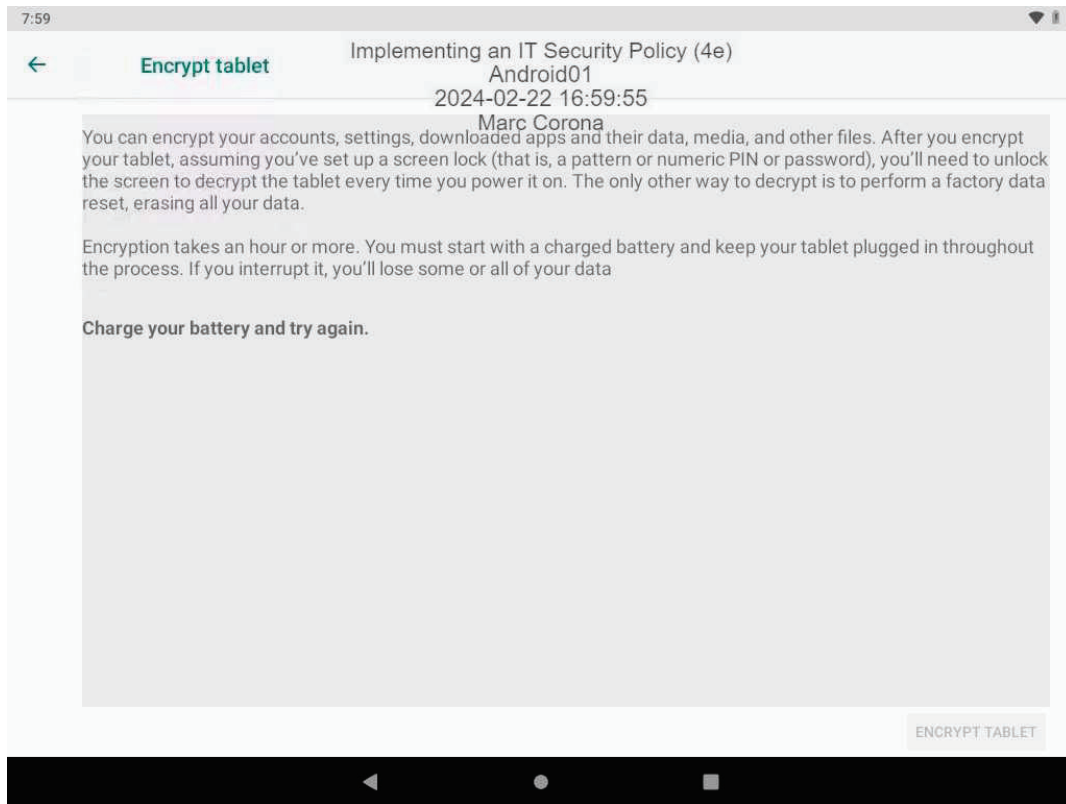 7:59
Encrypt tablet
Implementing an IT Security Policy (4e)
Android01
2024-02-22 16:59:55
Marc Corona
You can encrypt your accounts, settings, downloaded apps and their data, media, and other files. After you encrypt
your tablet, assuming you've set up a screen lock (that is, a pattern or numeric PIN or password), you'll need to unlock
the screen to decrypt the tablet every time you power it on. The only other way to decrypt is to perform a factory data
reset, erasing all your data.
Encryption takes an hour or more. You must start with a charged battery and keep your tablet plugged in throughout
the process. If you interrupt it, you'll lose some or all of your data
Charge your battery and try again.
ENCRYPT TABLET